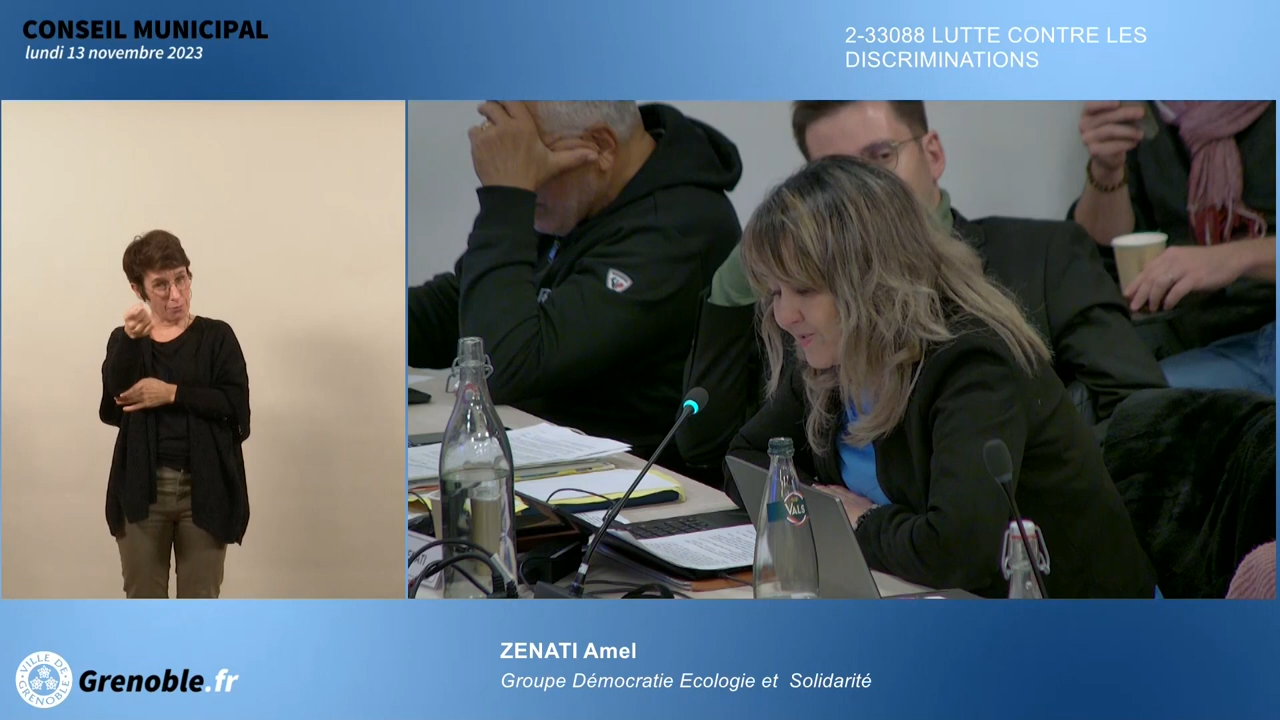 CONSEIL MUNICIPAL
lundi 13 novembre 2023
2-33088 LUTTE CONTRE LES
DISCRIMINATIONS
VALS
ZENATI Amel
Groupe Démocratie Ecologie et  Solidarité
VILLE DE
GRENOBLE
Grenoble.fr